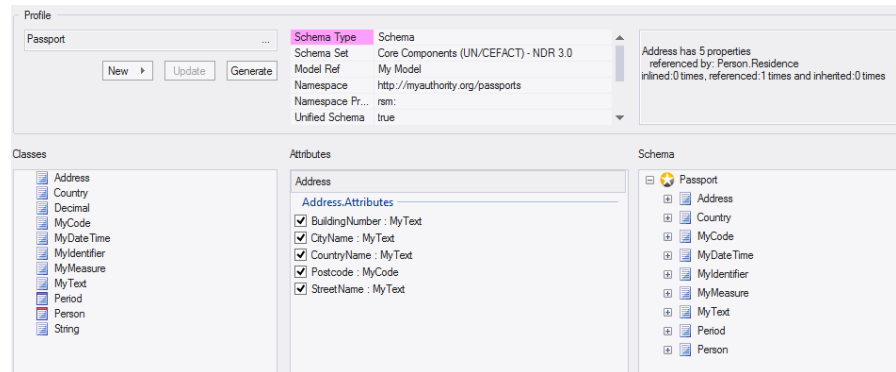 Profile
Passport ...
New Update Generate
Schema Type Schema
Schema Set Core Components (UN/CEFACT) - NDR 3.0
Model Ref My Model
Namespace http://myauthority.org/passports
Namespace Pr... rsm:
Unified Schema true
Address has 5 properties
referenced by: Person.Residence
inlined:0 times, referenced:1 times and inherited:0 times
Classes
Address
Country
Decimal
MyCode
MyDateTime
MyIdentifier
MyMeasure
MyText
Period
Person
String
Attributes
Address
Address.Attributes
BuildingNumber : MyText
CityName : MyText
CountryName : MyText
Postcode : MyCode
StreetName : MyText
Schema
Passport
Address
Country
MyCode
MyDateTime
MyIdentifier
MyMeasure
MyText
Period
Person